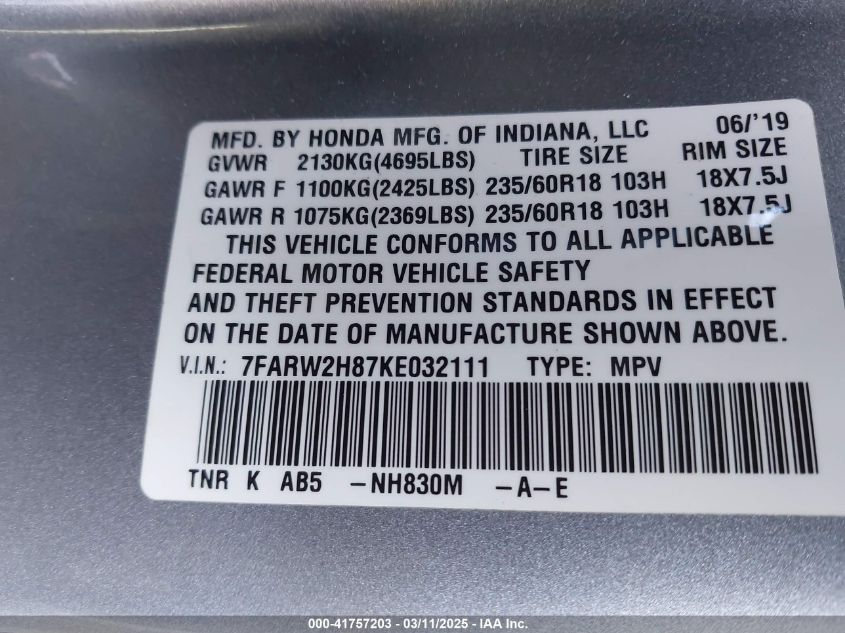 MFD. BY HONDA MFG. OF INDIANA, LLC 06/'19
GVWR 2130KG(4695LBS) TIRE SIZE RIM SIZE
GAWR F 1100KG(2425LBS) 235/60R18 103H 18X7.5J
GAWR R 1075KG(2369LBS) 235/60R18 103H 18X7.5J
THIS VEHICLE CONFORMS TO ALL APPLICABLE
FEDERAL MOTOR VEHICLE SAFETY
AND THEFT PREVENTION STANDARDS IN EFFECT
ON THE DATE OF MANUFACTURE SHOWN ABOVE.
V.I.N.: 7FARW2H87KE032111 TYPE: MPV
TNR K AB5 -NH830M -A-E
000-41757203 - 03/11/2025 - IAA Inc.